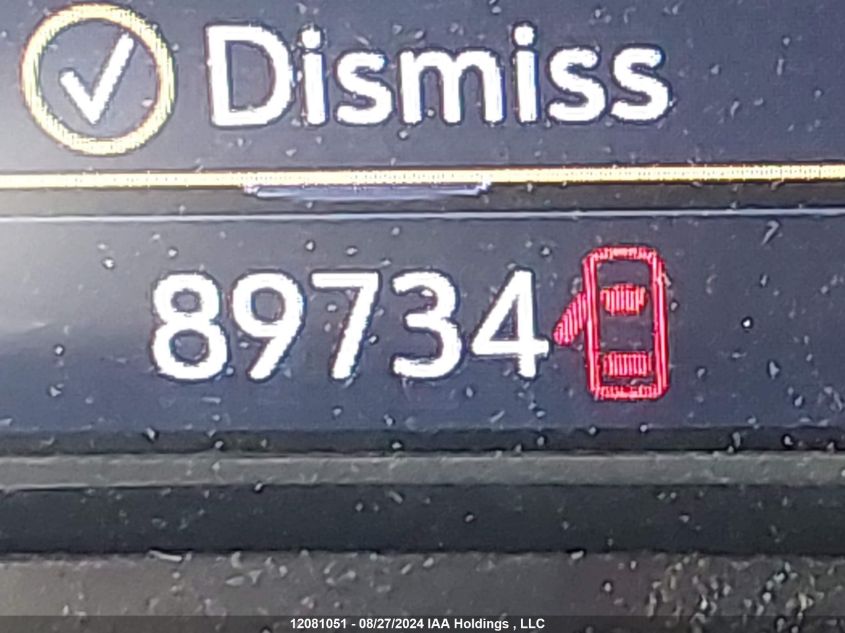 Dismiss
89734
12081051 - 08/27/2024 IAA Holdings , LLC